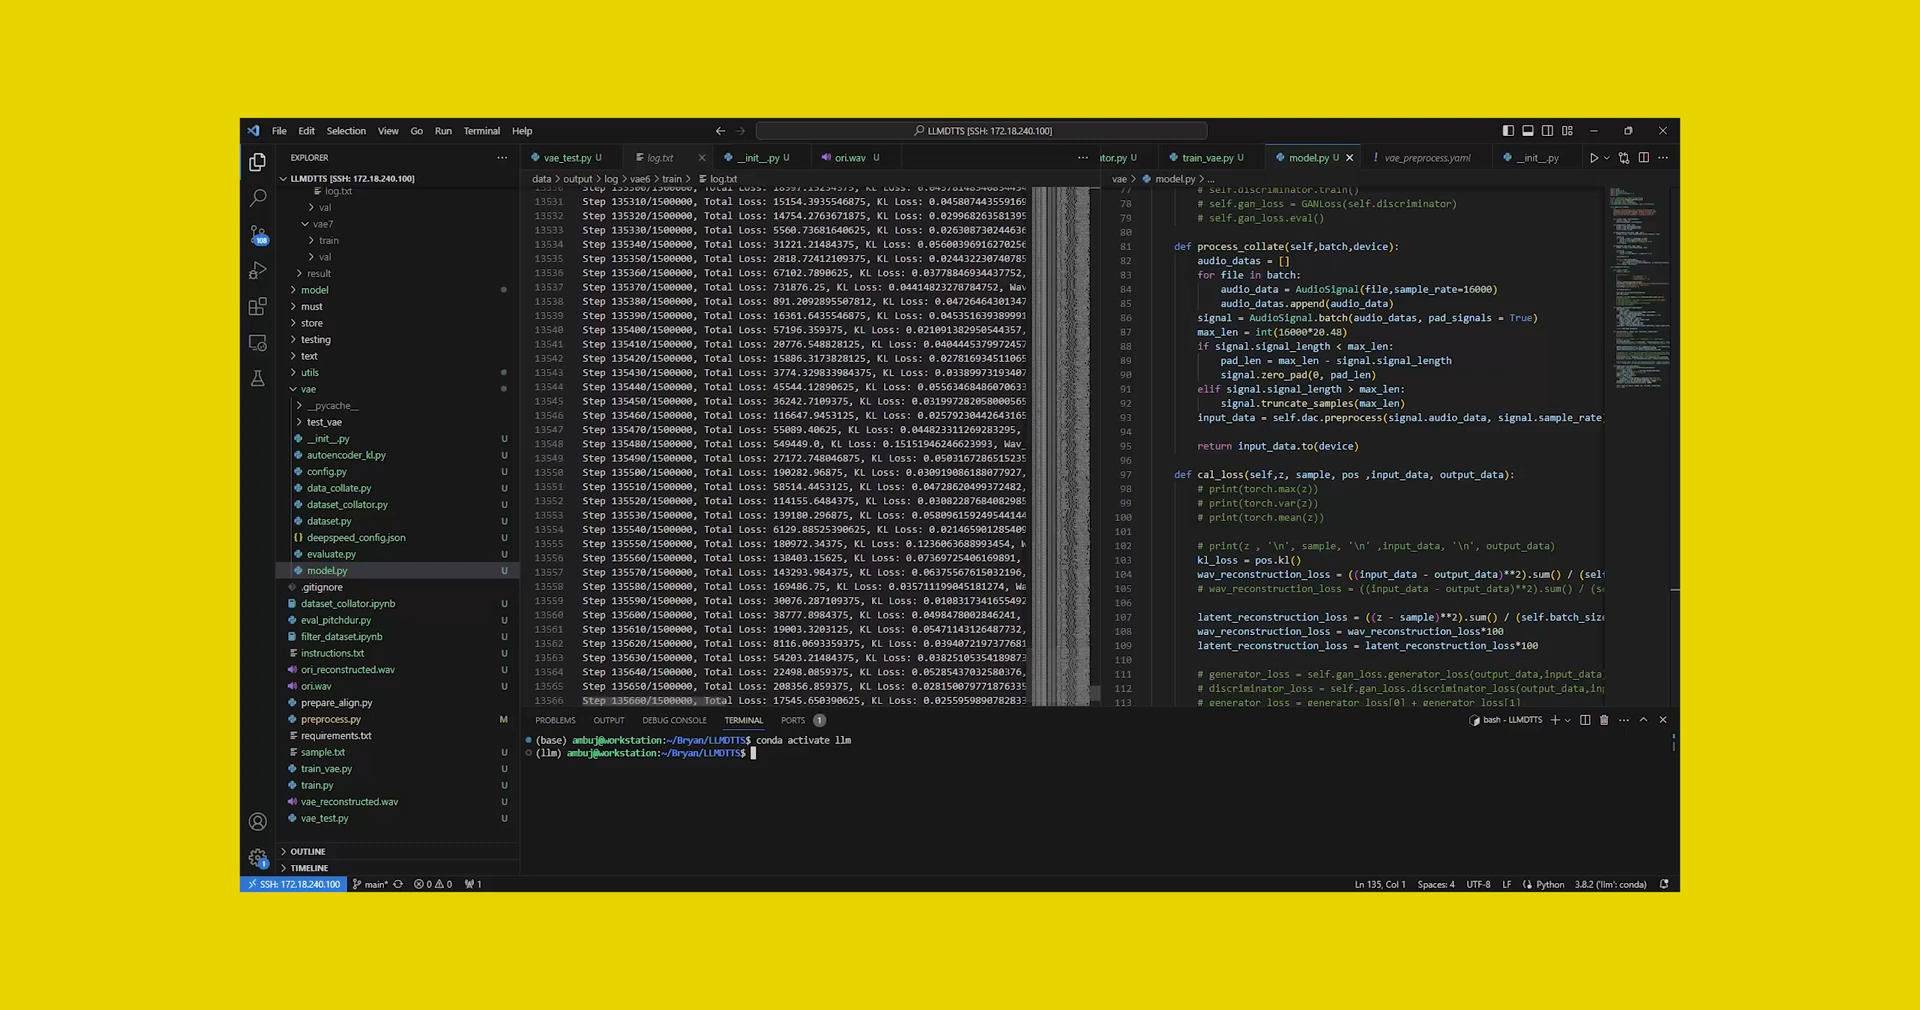 File Edit Selection View Go Run Terminal Help
LLMDTTS [SSH: 172.18.240.100]
EXPLORER
LLMDTTS [SSH: 172.18.240.100]
log.txt
val
vae7
train
val
result
model
must
store
testing
text
utils
vae
__pycache__
test_vae
__init__.py U
autoencoder_kl.py U
config.py U
data_collate.py U
dataset_collator.py U
dataset.py U
deepspeed_config.json U
evaluate.py U
model.py U
.gitignore
dataset_collator.ipynb U
eval_pitchdur.py U
filter_dataset.ipynb U
instructions.txt U
ori_reconstructed.wav U
ori.wav U
prepare_align.py
preprocess.py M
requirements.txt
sample.txt U
train_vae.py U
train.py U
vae_reconstructed.wav U
vae_test.py U
OUTLINE
TIMELINE
108
1
vae_test.py U log.txt __init__.py U ori.wav U
data > output > log > vae6 > train > log.txt
13531 Step 135310/1500000, Total Loss: 15154.3935546875, KL Loss: 0.045807443559169
13532 Step 135320/1500000, Total Loss: 14754.2763671875, KL Loss: 0.029968263581395
13533 Step 135330/1500000, Total Loss: 5560.73681640625, KL Loss: 0.026308730244636
13534 Step 135340/1500000, Total Loss: 31221.21484375, KL Loss: 0.05600396916270256
13535 Step 135350/1500000, Total Loss: 2818.72412109375, KL Loss: 0.024432230740785
13536 Step 135360/1500000, Total Loss: 67102.7890625, KL Loss: 0.03778846934437752,
13537 Step 135370/1500000, Total Loss: 731876.25, KL Loss: 0.04414823278784752, Wav
13538 Step 135380/1500000, Total Loss: 891.2092895507812, KL Loss: 0.04726464301347
13539 Step 135390/1500000, Total Loss: 16361.6435546875, KL Loss: 0.045351639389991
13540 Step 135400/1500000, Total Loss: 57196.359375, KL Loss: 0.021091382950544357,
13541 Step 135410/1500000, Total Loss: 20776.548828125, KL Loss: 0.0404445379972457
13542 Step 135420/1500000, Total Loss: 15886.3173828125, KL Loss: 0.027816934511065
13543 Step 135430/1500000, Total Loss: 3774.329833984375, KL Loss: 0.03389973193407
13544 Step 135440/1500000, Total Loss: 45544.12890625, KL Loss: 0.05563468486070633
13545 Step 135450/1500000, Total Loss: 36242.7109375, KL Loss: 0.031997282058000565
13546 Step 135460/1500000, Total Loss: 116647.9453125, KL Loss: 0.02579230442643165
13547 Step 135470/1500000, Total Loss: 55089.40625, KL Loss: 0.044823311269283295,
13548 Step 135480/1500000, Total Loss: 549449.0, KL Loss: 0.15151946246623993, Wav_
13549 Step 135490/1500000, Total Loss: 27172.748046875, KL Loss: 0.0503167286515235
13550 Step 135500/1500000, Total Loss: 190282.96875, KL Loss: 0.030919086188077927,
13551 Step 135510/1500000, Total Loss: 58514.4453125, KL Loss: 0.04728620499372482,
13552 Step 135520/1500000, Total Loss: 114155.6484375, KL Loss: 0.03082287684082985
13553 Step 135530/1500000, Total Loss: 139180.296875, KL Loss: 0.058096159249544144
13554 Step 135540/1500000, Total Loss: 6129.88525390625, KL Loss: 0.021465901285409
13555 Step 135550/1500000, Total Loss: 180972.34375, KL Loss: 0.1236063688993454, W
13556 Step 135560/1500000, Total Loss: 138403.15625, KL Loss: 0.07369725406169891,
13557 Step 135570/1500000, Total Loss: 143293.984375, KL Loss: 0.06375567615032196,
13558 Step 135580/1500000, Total Loss: 169486.75, KL Loss: 0.035711199045181274, Wa
13559 Step 135590/1500000, Total Loss: 30076.287109375, KL Loss: 0.0108317341655492
13560 Step 135600/1500000, Total Loss: 38777.8984375, KL Loss: 0.0498478002846241,
13561 Step 135610/1500000, Total Loss: 19003.3203125, KL Loss: 0.05471143126487732,
13562 Step 135620/1500000, Total Loss: 8116.0693359375, KL Loss: 0.0394072197377681
13563 Step 135630/1500000, Total Loss: 54203.21484375, KL Loss: 0.0382510535418987
13564 Step 135640/1500000, Total Loss: 22498.0859375, KL Loss: 0.05285437032580376,
13565 Step 135650/1500000, Total Loss: 208356.859375, KL Loss: 0.028150079771876335
13566 Step 135660/1500000, Total Loss: 17545.650390625, KL Loss: 0.0255959890782833
ator.py U train_vae.py U model.py U vae_preprocess.yaml __init__.py
vae > model.py > ...
77 # self.discriminator.train()
78 # self.gan_loss = GANLoss(self.discriminator)
79 # self.gan_loss.eval()
80
81 def process_collate(self,batch,device):
82 audio_datas = []
83 for file in batch:
84 audio_data = AudioSignal(file,sample_rate=16000)
85 audio_datas.append(audio_data)
86 signal = AudioSignal.batch(audio_datas, pad_signals = True)
87 max_len = int(16000*20.48)
88 if signal.signal_length < max_len:
89 pad_len = max_len - signal.signal_length
90 signal.zero_pad(0, pad_len)
91 elif signal.signal_length > max_len:
92 signal.truncate_samples(max_len)
93 input_data = self.dac.preprocess(signal.audio_data, signal.sample_rate)
94
95 return input_data.to(device)
96
97 def cal_loss(self,z, sample, pos ,input_data, output_data):
98 # print(torch.max(z))
99 # print(torch.var(z))
100 # print(torch.mean(z))
101
102 # print(z , '\n', sample, '\n' ,input_data, '\n', output_data)
103 kl_loss = pos.kl()
104 wav_reconstruction_loss = ((input_data - output_data)**2).sum() / (sel
105 # wav_reconstruction_loss = ((input_data - output_data)**2).sum() / (s
106
107 latent_reconstruction_loss = ((z - sample)**2).sum() / (self.batch_siz
108 wav_reconstruction_loss = wav_reconstruction_loss*100
109 latent_reconstruction_loss = latent_reconstruction_loss*100
110
111 # generator_loss = self.gan_loss.generator_loss(output_data,input_data)
112 # discriminator_loss = self.gan_loss.discriminator_loss(output_data,in
113 # generator_loss = generator_loss[0] + generator_loss[1]
PROBLEMS OUTPUT DEBUG CONSOLE TERMINAL PORTS 1
bash - LLMDTTS
(base) ambuj@workstation:~/Bryan/LLMDTTS$ conda activate llm
(llm) ambuj@workstation:~/Bryan/LLMDTTS$
SSH: 172.18.240.100 main* 0 0 1
Ln 135, Col 1 Spaces: 4 UTF-8 LF Python 3.8.2 ('llm': conda)